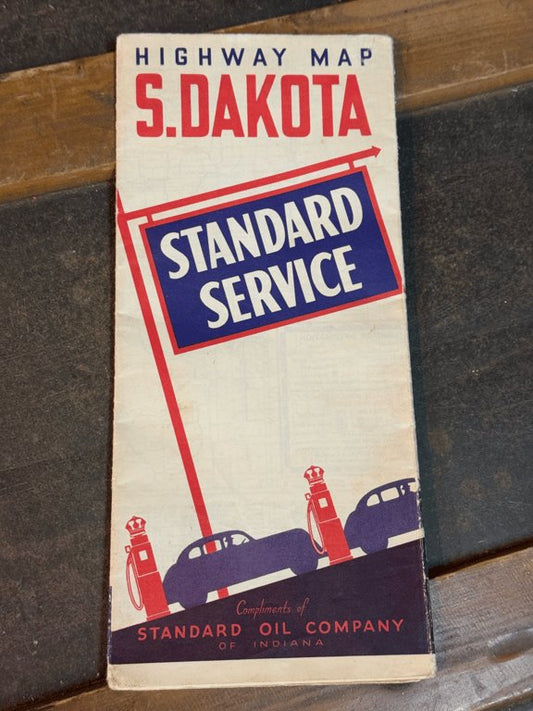 HIGHWAY MAP
S.DAKOTA
STANDARD
SERVICE
Compliments of
STANDARD OIL COMPANY
OF INDIANA